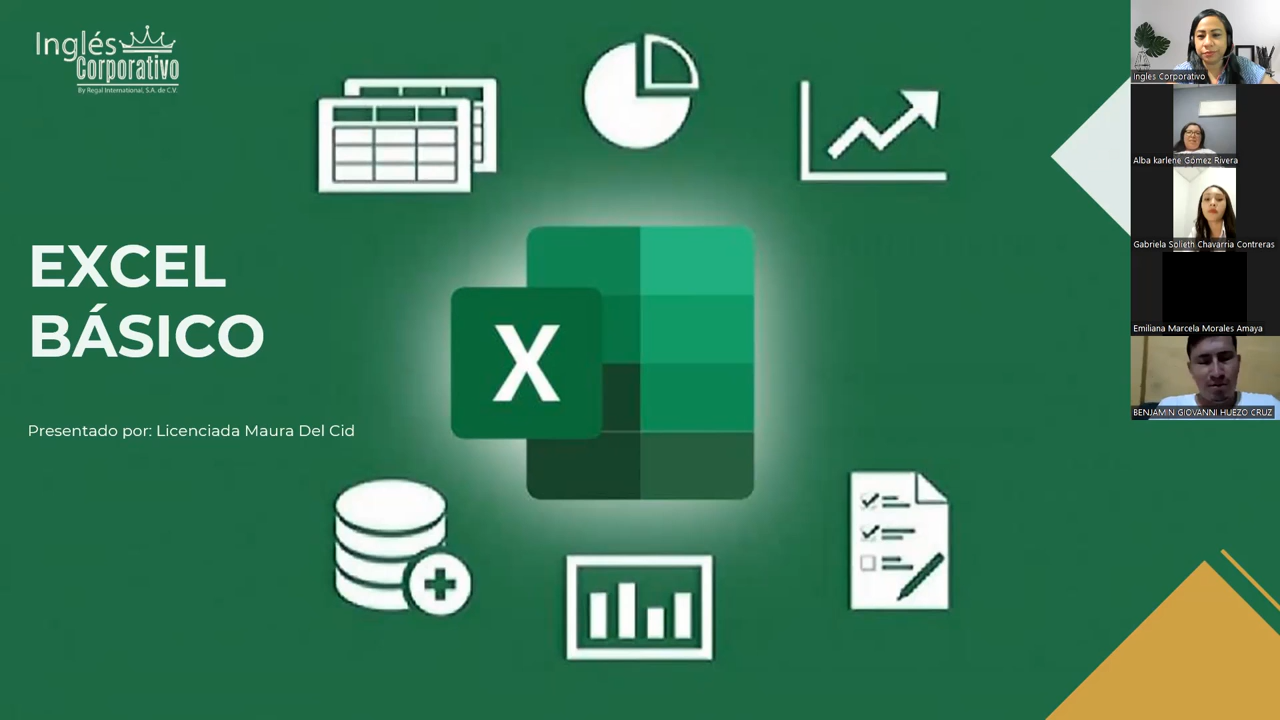 Inglés
Corporativo
By Regal International, S.A. de C.V.
EXCEL
BÁSICO
Presentado por: Licenciada Maura Del Cid
X
Ingles Corporativo
Alba karlene Gómez Rivera
Gabriela Solieth Chavarria Contreras
Emiliana Marcela Morales Amaya
BENJAMIN GIOVANNI HUEZO CRUZ